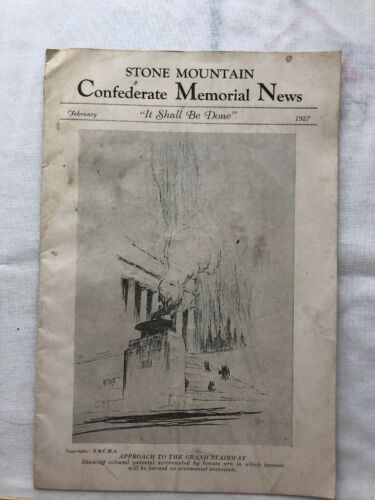 STONE MOUNTAIN
Confederate Memorial News
February "It Shall Be Done" 1927
Copyright: S.M.C.M.A.
APPROACH TO THE GRAND STAIRWAY
Showing colossal pedestal surmounted by bronze urn in which incense
will be burned on ceremonial occasions.